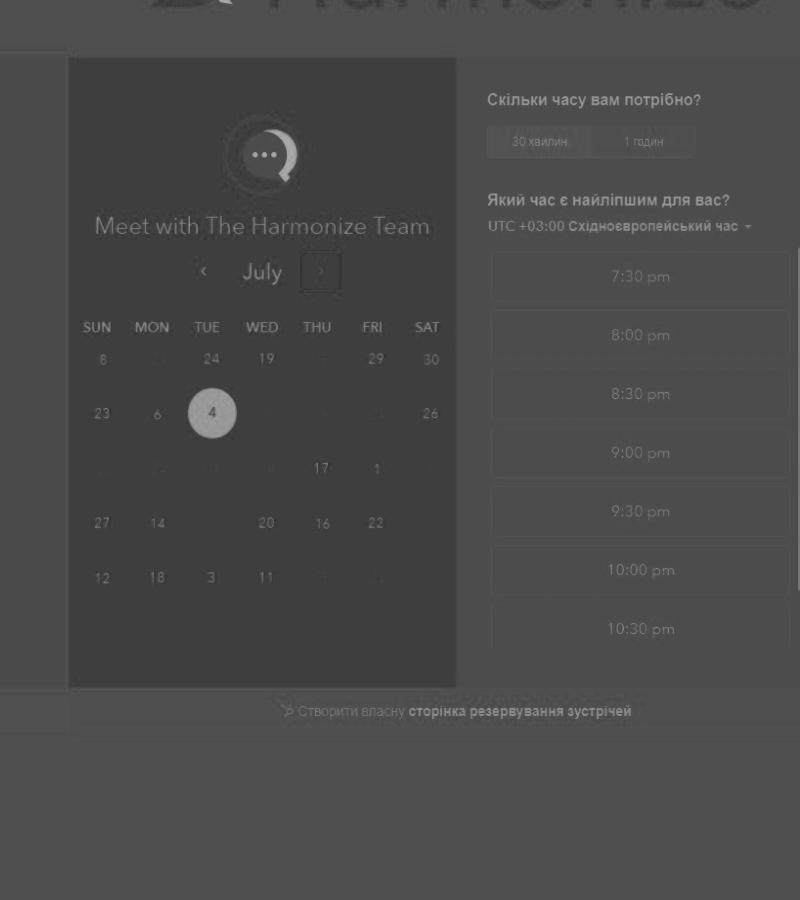 Meet with The Harmonize Team
July
SUN MON TUE WED THU FRI SAT
8 24 19 29 30
23 6 4 26
17 1
27 14 20 16 22
12 18 3 11
Скільки часу вам потрібно?
30 хвилин 1 годин
Який час є найліпшим для вас?
UTC +03:00 Східноєвропейський час
7:30 pm
8:00 pm
8:30 pm
9:00 pm
9:30 pm
10:00 pm
10:30 pm
Створити власну сторінка резервування зустрічей